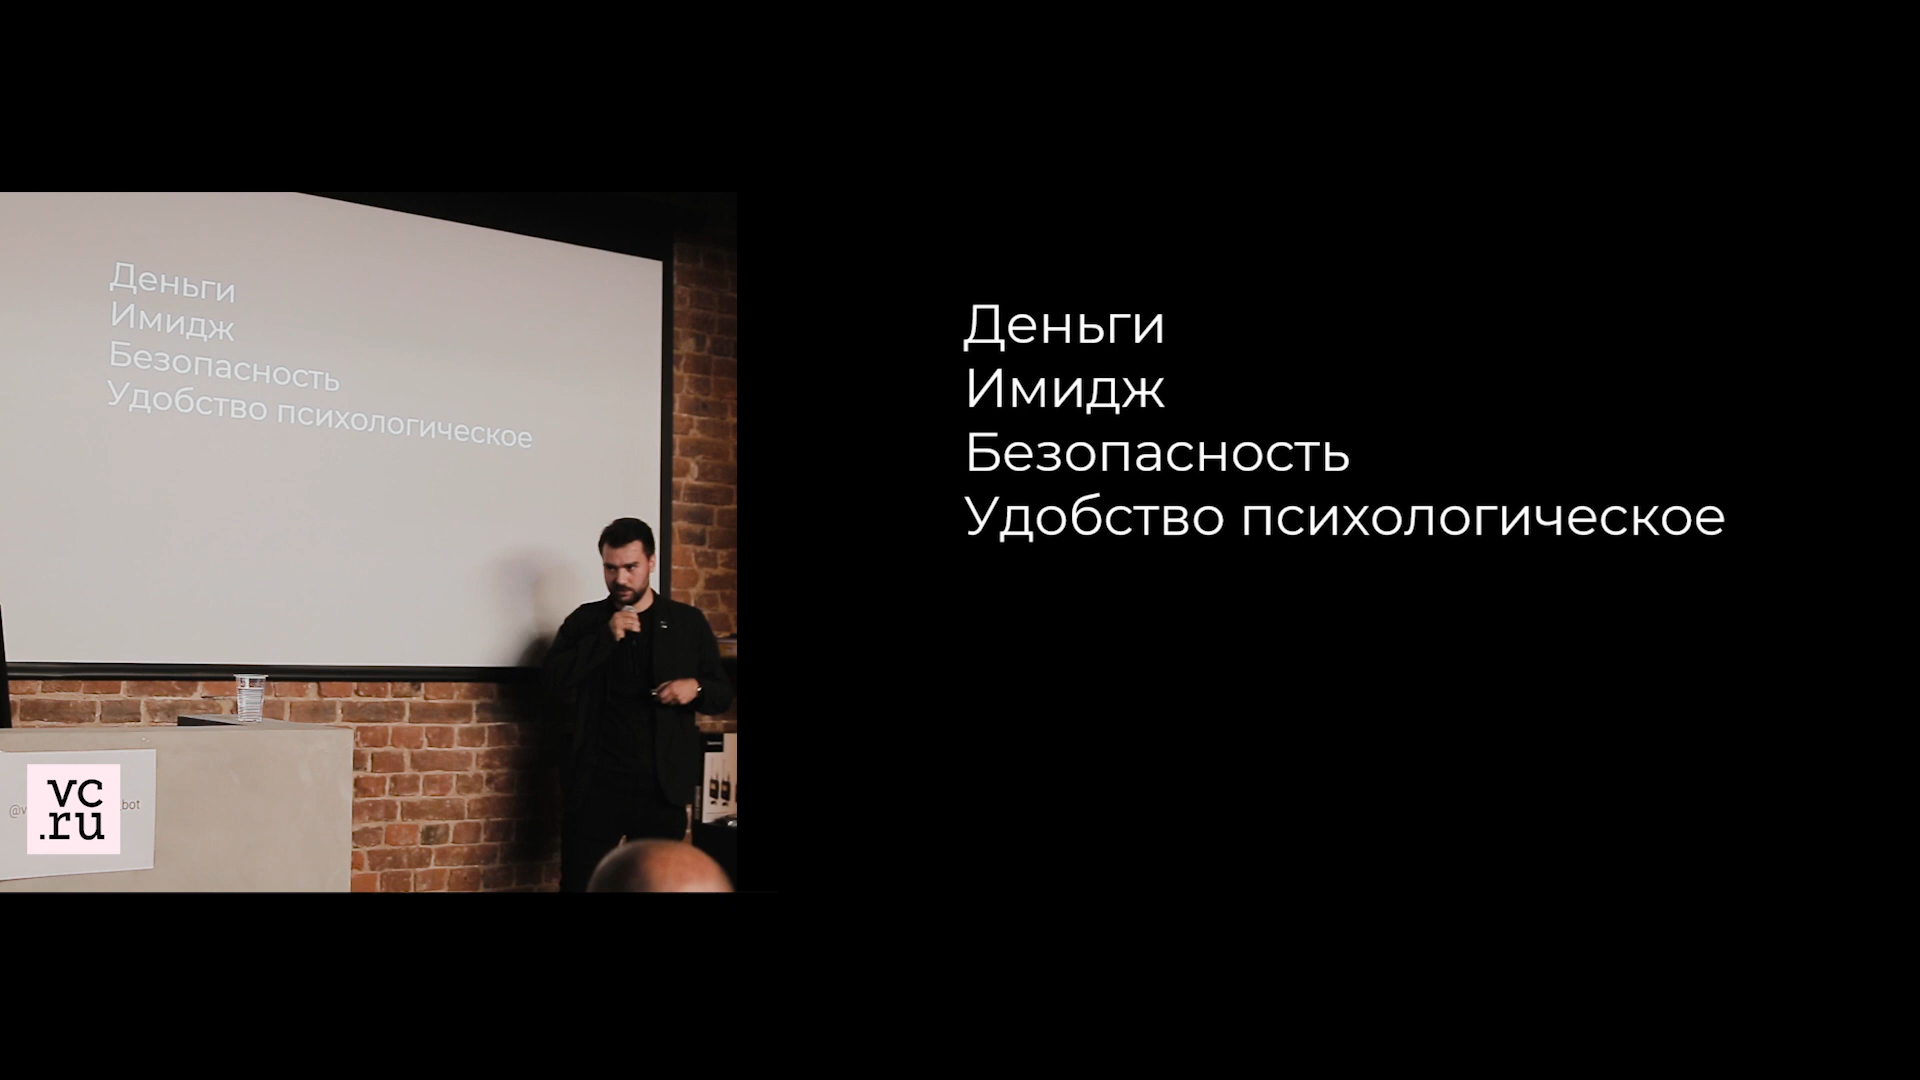 Деньги
Имидж
Безопасность
Удобство психологическое
Деньги
Имидж
Безопасность
Удобство психологическое
bot
vc
.ru